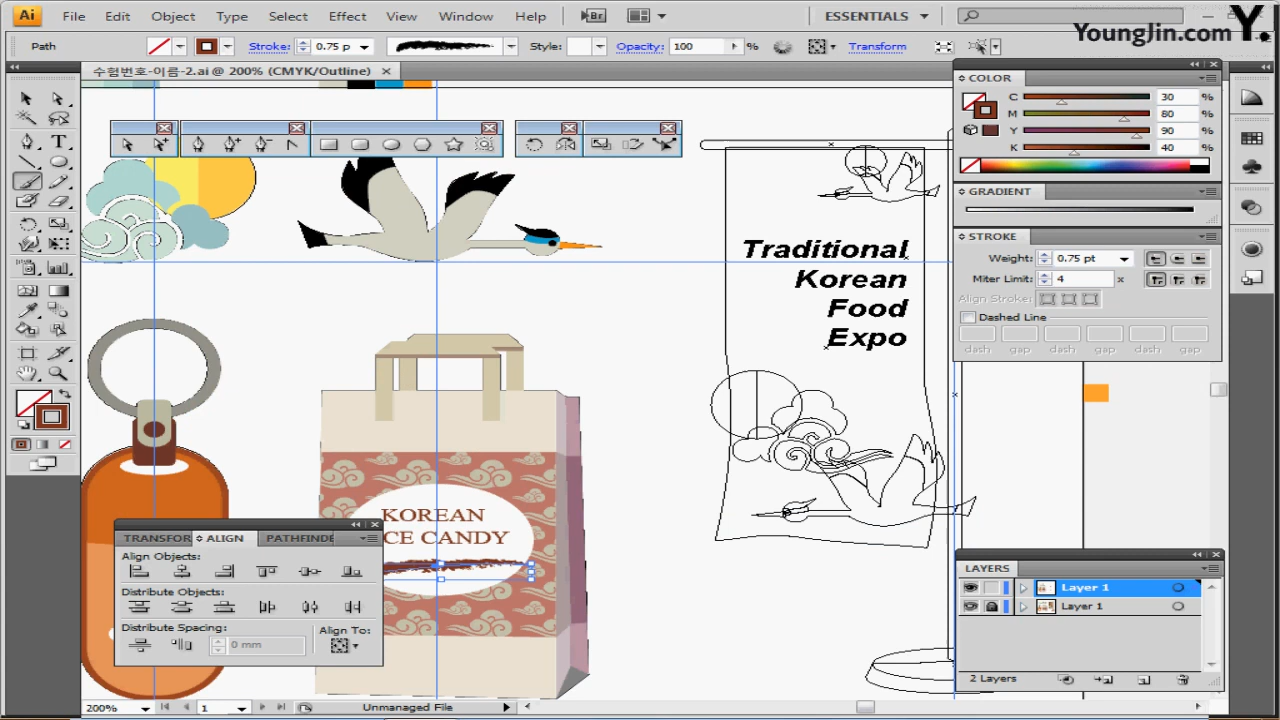 Ai File Edit Object Type Select Effect View Window Help Br ESSENTIALS
YoungJin.com Y.
Path Stroke: 0.75 p Style: Opacity: 100 % Transform
수험번호-이름-2.ai @ 200% (CMYK/Outline)
COLOR
C 30 %
M 80 %
Y 90 %
K 40 %
GRADIENT
STROKE
Weight: 0.75 pt
Miter Limit: 4 x
Align Stroke:
Dashed Line
dash gap dash gap dash gap
Traditional
Korean
Food
Expo
KOREAN
CE CANDY
TRANSFOR ALIGN PATHFINDE
Align Objects:
Distribute Objects:
Distribute Spacing:
Align To:
0 mm
LAYERS
Layer 1
Layer 1
2 Layers
200% 1 Unmanaged File